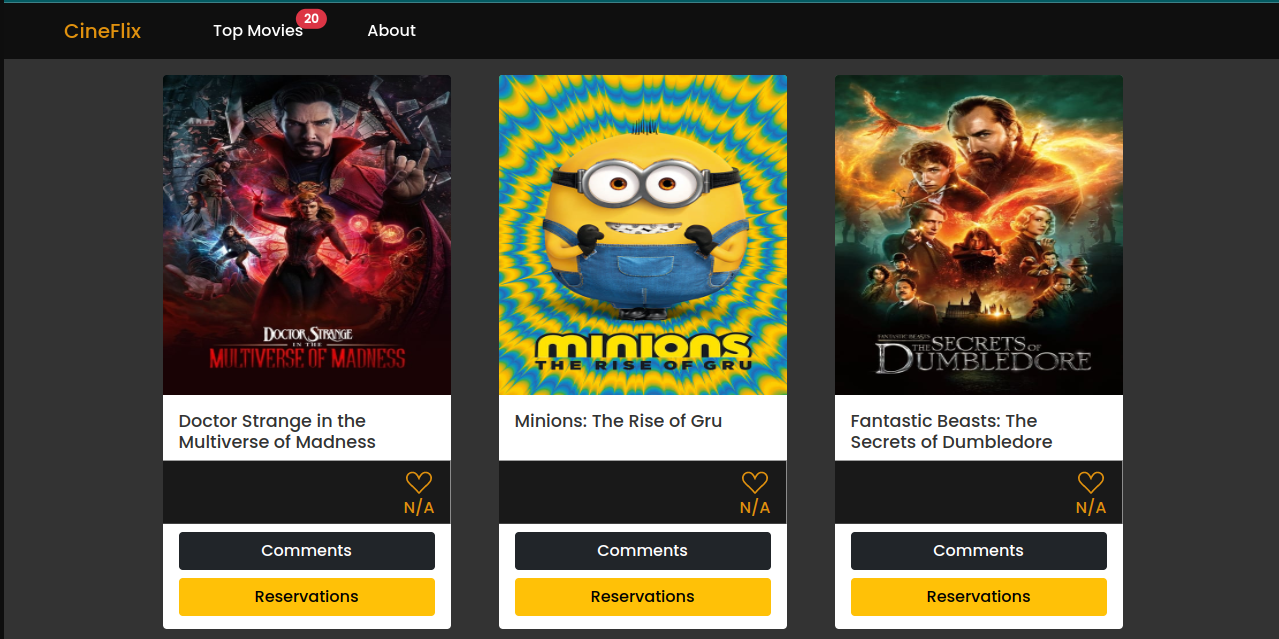 CineFlix
Top Movies
20
About
DOCTOR STRANGE
IN THE
MULTIVERSE OF MADNESS
MINIONS
THE RISE OF GRU
FANTASTIC BEASTS
THE SECRETS OF
DUMBLEDORE
Doctor Strange in the
Multiverse of Madness
Minions: The Rise of Gru
Fantastic Beasts: The
Secrets of Dumbledore
N/A
N/A
N/A
Comments
Comments
Comments
Reservations
Reservations
Reservations